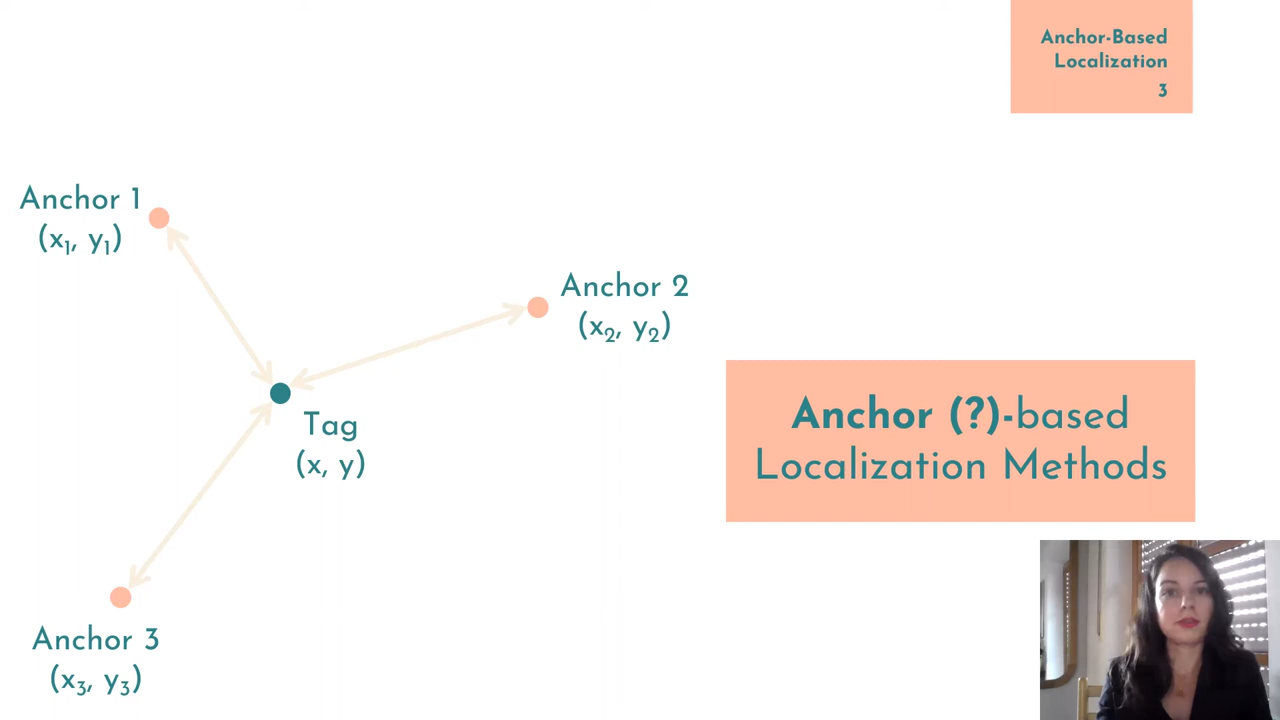 Anchor-Based
Localization
3
Anchor 1
(x₁, y₁)
Anchor 2
(x₂, y₂)
Tag
(x, y)
Anchor (?)-based
Localization Methods
Anchor 3
(x₃, y₃)